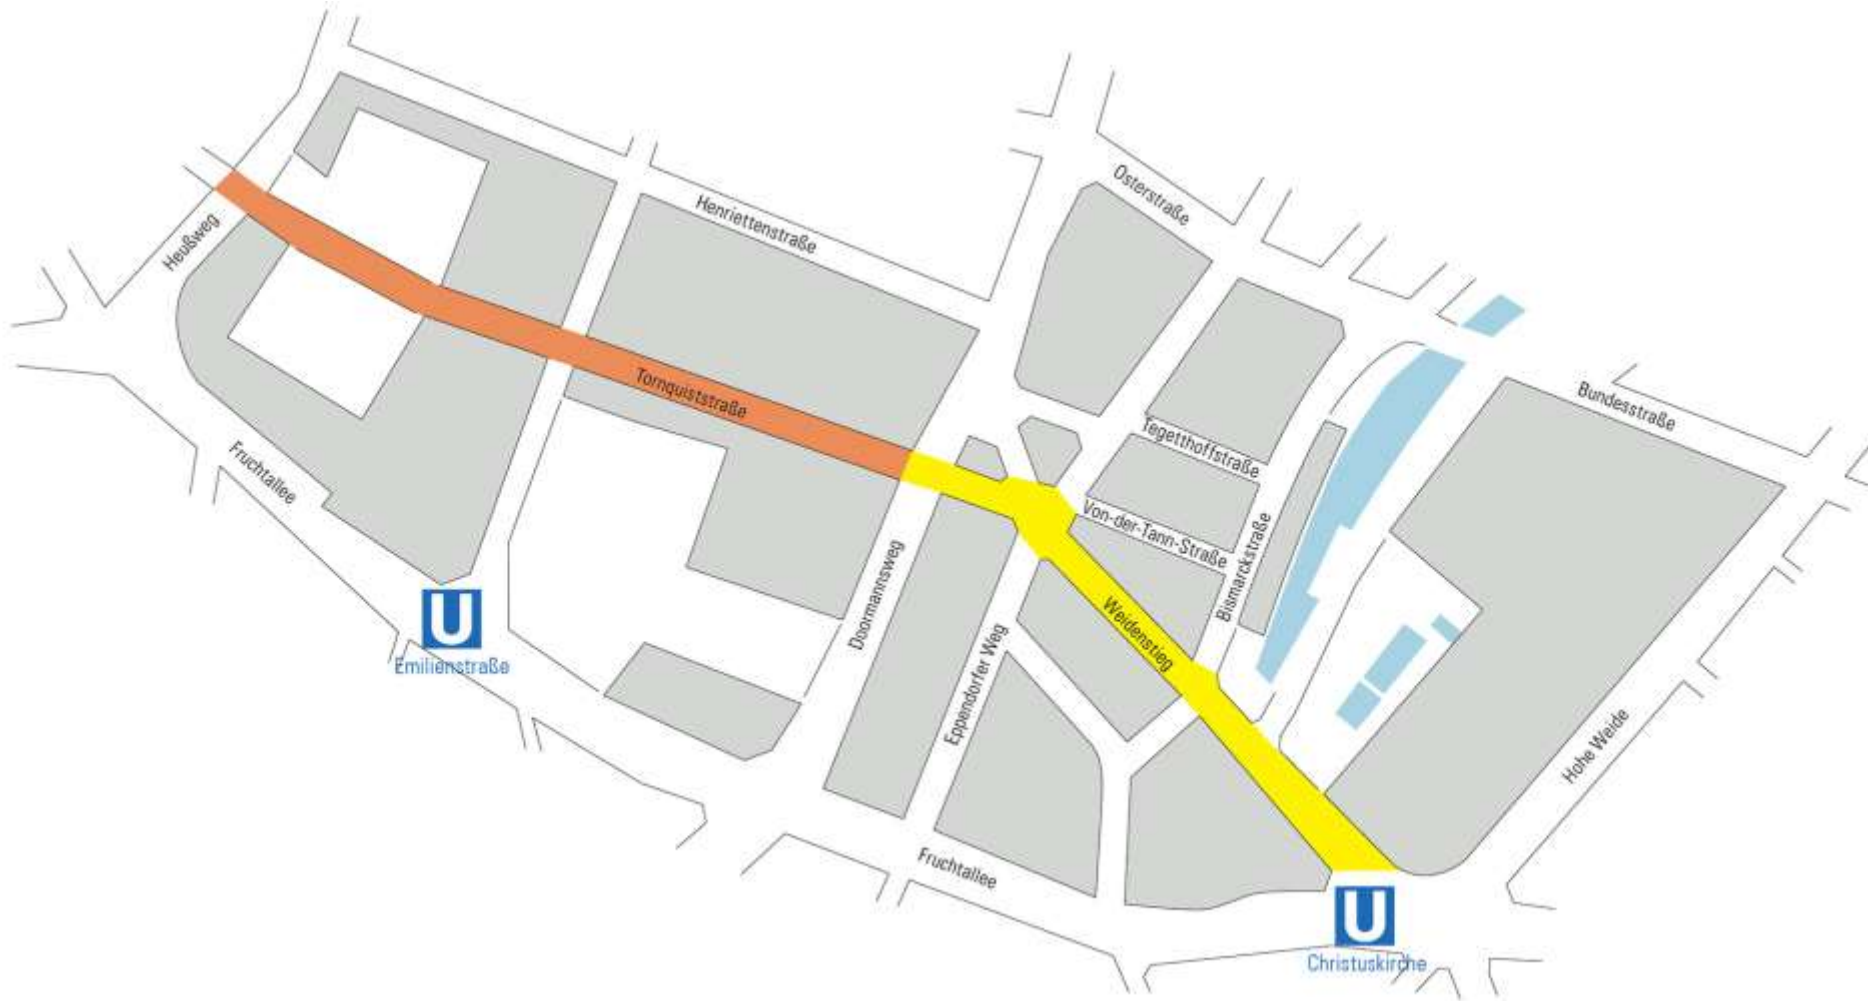 Osterstraße
Henriettenstraße
Heußweg
Tornquiststraße
Bundesstraße
Tegetthoffstraße
Von-der-Tann-Straße
Fruchtallee
Bismarckstraße
Doormannsweg
Weidenstieg
U
Emilienstraße
Eppendorfer Weg
Hohe Weide
Fruchtallee
U
Christuskirche